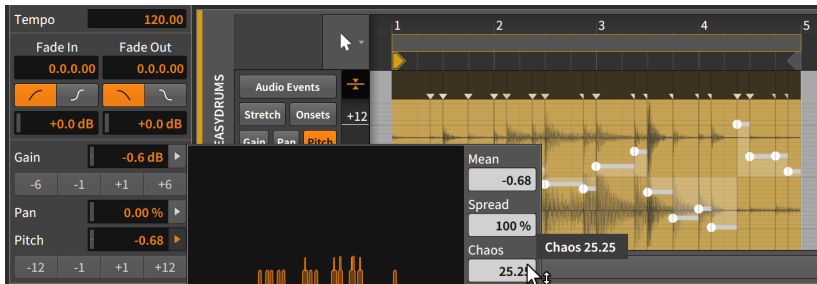 Tempo 120.00
Fade In Fade Out
0.0.0.00 0.0.0.00
+0.0 dB +0.0 dB
Gain -0.6 dB
-6 -1 +1 +6
Pan 0.00 %
Pitch -0.68
-12 -1 +1 +12
EASYDRUMS
1 2 3 4 5
Audio Events
Stretch Onsets
+12
Gain Pan Pitch
Mean
-0.68
Spread
100 %
Chaos
25.25
Chaos 25.25